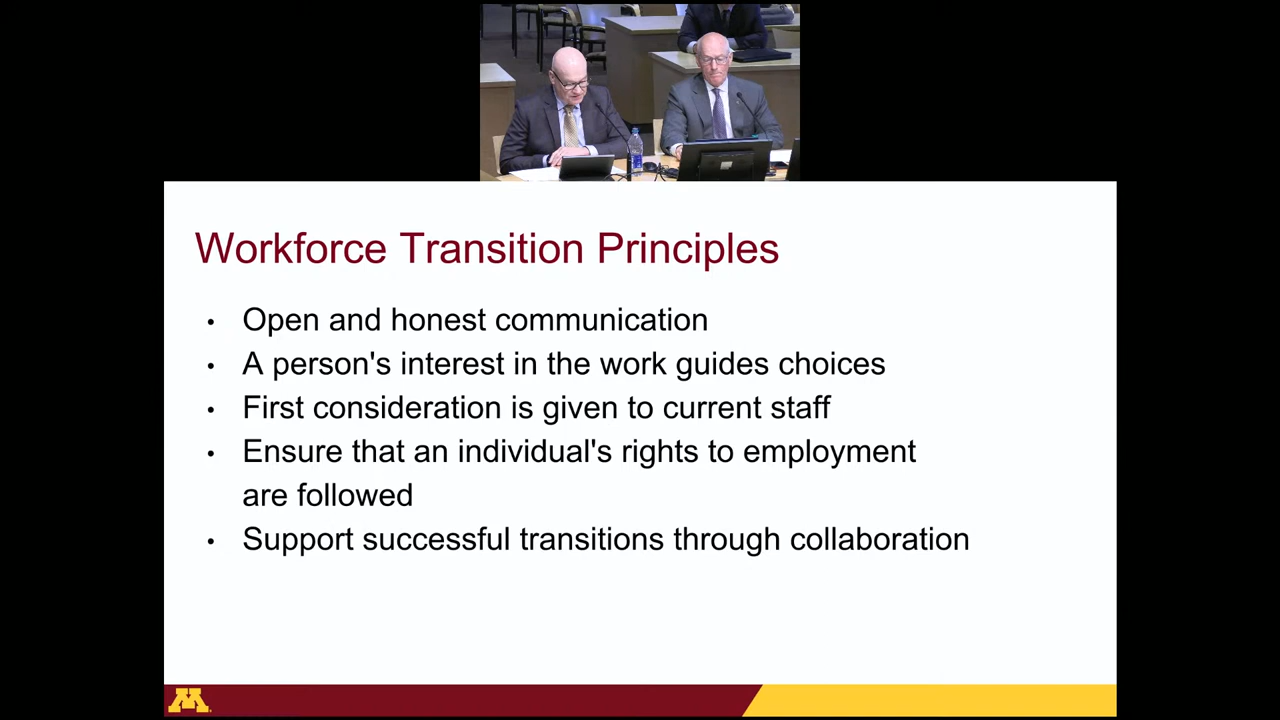 Workforce Transition Principles
• Open and honest communication
• A person's interest in the work guides choices
• First consideration is given to current staff
• Ensure that an individual's rights to employment
are followed
• Support successful transitions through collaboration
M